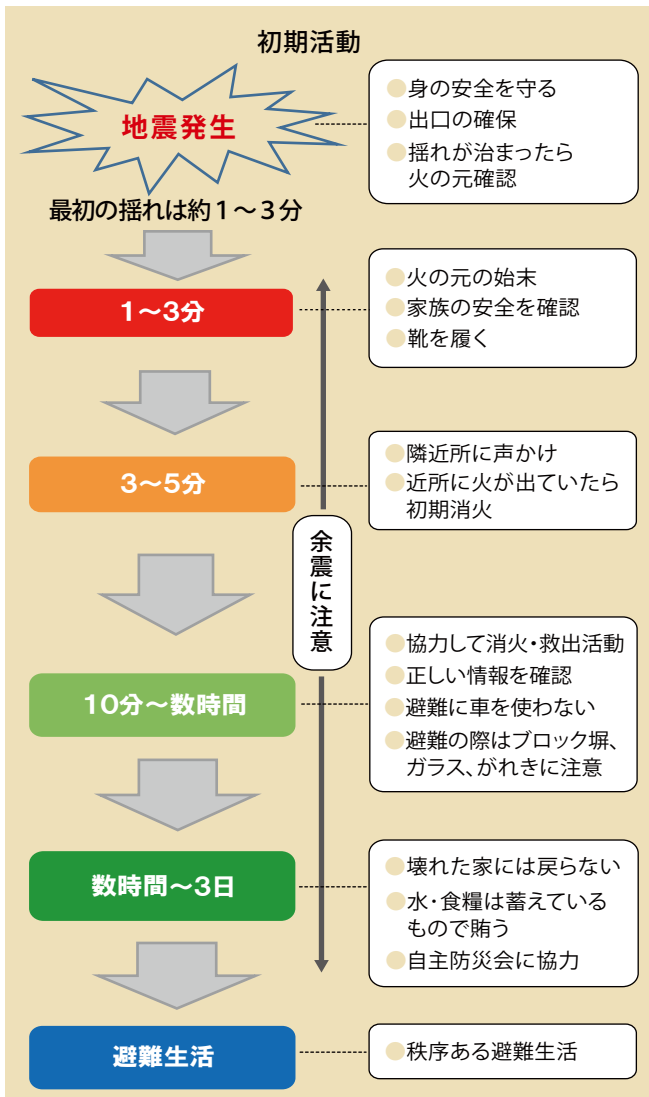 初期活動
地震発生
●身の安全を守る
●出口の確保
●揺れが治まったら
火の元確認
最初の揺れは約1～3分
1～3分
●火の元の始末
●家族の安全を確認
●靴を履く
3～5分
●隣近所に声かけ
●近所に火が出ていたら
初期消火
余震に注意
10分～数時間
●協力して消火・救出活動
●正しい情報を確認
●避難に車を使わない
●避難の際はブロック塀、
ガラス、がれきに注意
数時間～3日
●壊れた家には戻らない
●水・食糧は蓄えている
もので賄う
●自主防災会に協力
避難生活
●秩序ある避難生活